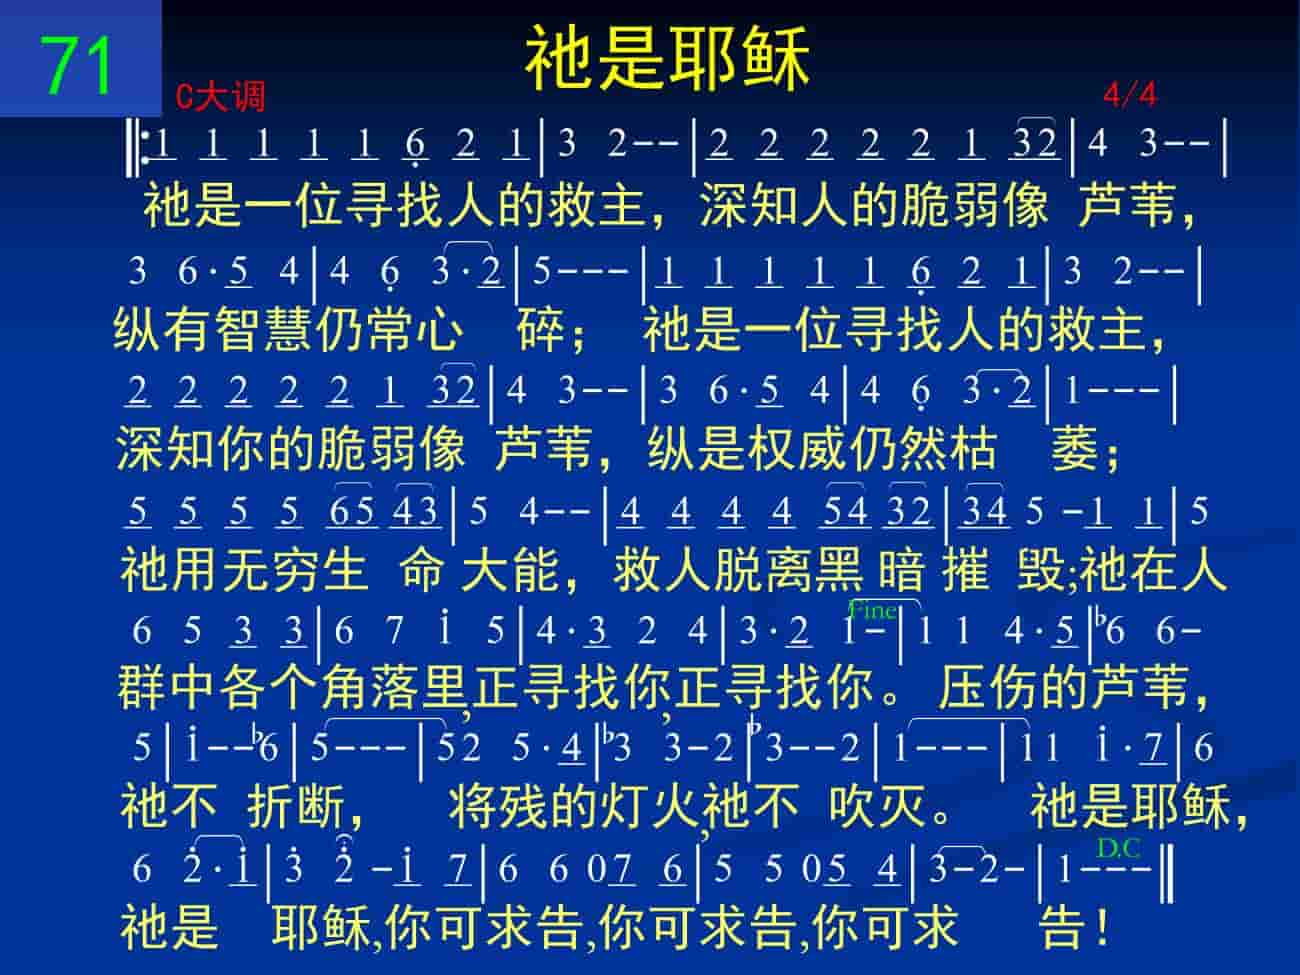 71
祂是耶稣
C大调
4/4
1 1 1 1 1 6 2 1 | 3 2-- | 2 2 2 2 2 1 32 | 4 3-- |
祂是一位寻找人的救主，深知人的脆弱像 芦苇，
3 6·5 4 | 4 6 3·2 | 5--- | 1 1 1 1 1 6 2 1 | 3 2-- |
纵有智慧仍常心 碎； 祂是一位寻找人的救主，
2 2 2 2 2 1 32 | 4 3-- | 3 6·5 4 | 4 6 3·2 | 1--- |
深知你的脆弱像 芦苇，纵是权威仍然枯 萎；
5 5 5 5 65 43 | 5 4-- | 4 4 4 4 54 32 | 34 5 -1 1 | 5
祂用无穷生 命 大能，救人脱离黑 暗 摧 毁;祂在人
Fine
6 5 3 3 | 6 7 i 5 | 4·3 2 4 | 3·2 1- | 1 1 4·5 | b6 6-
群中各个角落里,正寻找你,正寻找你。压伤的芦苇，
5 | i--b6 | 5--- | 52 5·4 | b3 3-2 | b3--2 | 1--- | 11 i·7 | 6
祂不 折断， 将残的灯火,祂不 吹灭。 祂是耶稣，
D.C
6 2·i | 3 2 -i 7 | 6 6 07 6 | 5 5 05 4 | 3-2- | 1--- ||
祂是 耶稣,你可求告,你可求告,你可求 告！